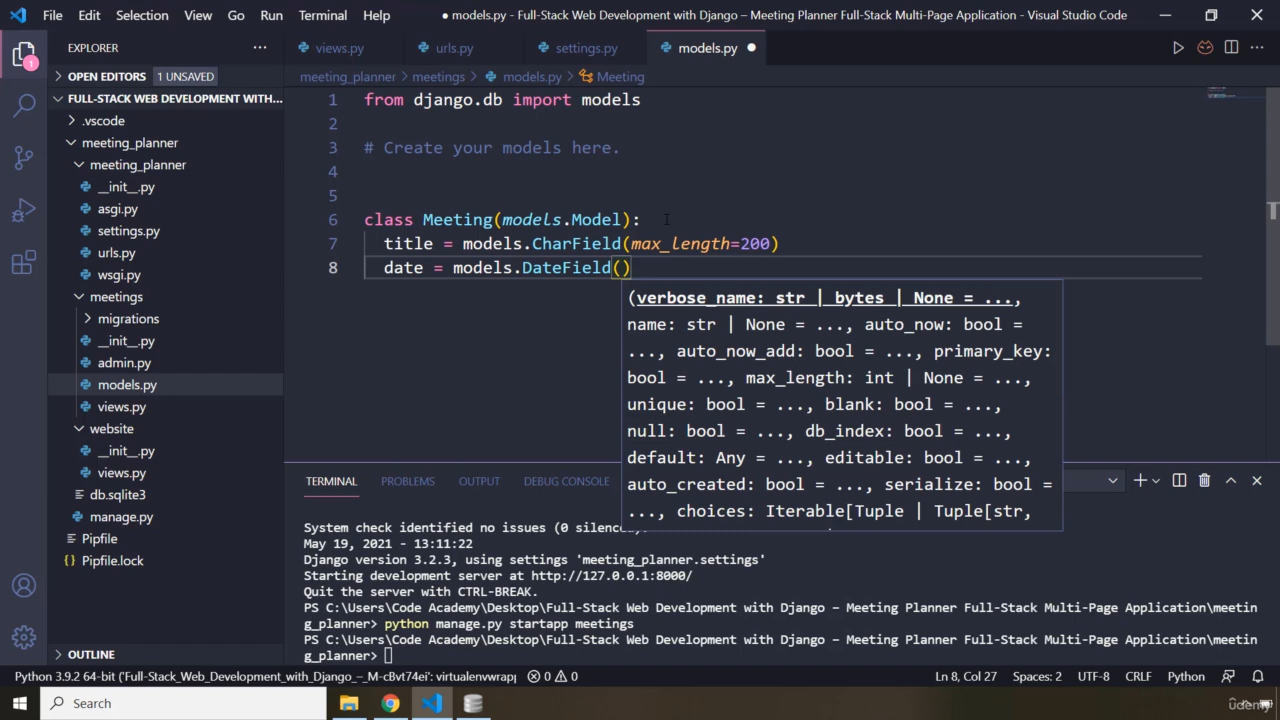 File Edit Selection View Go Run Terminal Help ● models.py - Full-Stack Web Development with Django – Meeting Planner Full-Stack Multi-Page Application - Visual Studio Code
EXPLORER
views.py urls.py settings.py models.py
OPEN EDITORS 1 UNSAVED
meeting_planner > meetings > models.py > Meeting
FULL-STACK WEB DEVELOPMENT WITH...
.vscode
meeting_planner
meeting_planner
__init__.py
asgi.py
settings.py
urls.py
wsgi.py
meetings
migrations
__init__.py
admin.py
models.py
views.py
website
__init__.py
views.py
db.sqlite3
manage.py
Pipfile
{} Pipfile.lock
OUTLINE
1
1 from django.db import models
2
3 # Create your models here.
4
5
6 class Meeting(models.Model):
7 title = models.CharField(max_length=200)
8 date = models.DateField()
(verbose_name: str | bytes | None = ...,
name: str | None = ..., auto_now: bool =
..., auto_now_add: bool = ..., primary_key:
bool = ..., max_length: int | None = ...,
unique: bool = ..., blank: bool = ...,
null: bool = ..., db_index: bool = ...,
default: Any = ..., editable: bool = ...,
auto_created: bool = ..., serialize: bool =
..., choices: Iterable[Tuple | Tuple[str,
TERMINAL PROBLEMS OUTPUT DEBUG CONSOLE
System check identified no issues (0 silenced).
May 19, 2021 - 13:11:22
Django version 3.2.3, using settings 'meeting_planner.settings'
Starting development server at http://127.0.0.1:8000/
Quit the server with CTRL-BREAK.
PS C:\Users\Code Academy\Desktop\Full-Stack Web Development with Django – Meeting Planner Full-Stack Multi-Page Application\meetin
g_planner> python manage.py startapp meetings
PS C:\Users\Code Academy\Desktop\Full-Stack Web Development with Django – Meeting Planner Full-Stack Multi-Page Application\meetin
g_planner>
Python 3.9.2 64-bit ('Full-Stack_Web_Development_with_Django_-_M-cBvt74ei': virtualenvwrapp 0 0 Ln 8, Col 27 Spaces: 2 UTF-8 CRLF Python
Search
udemy